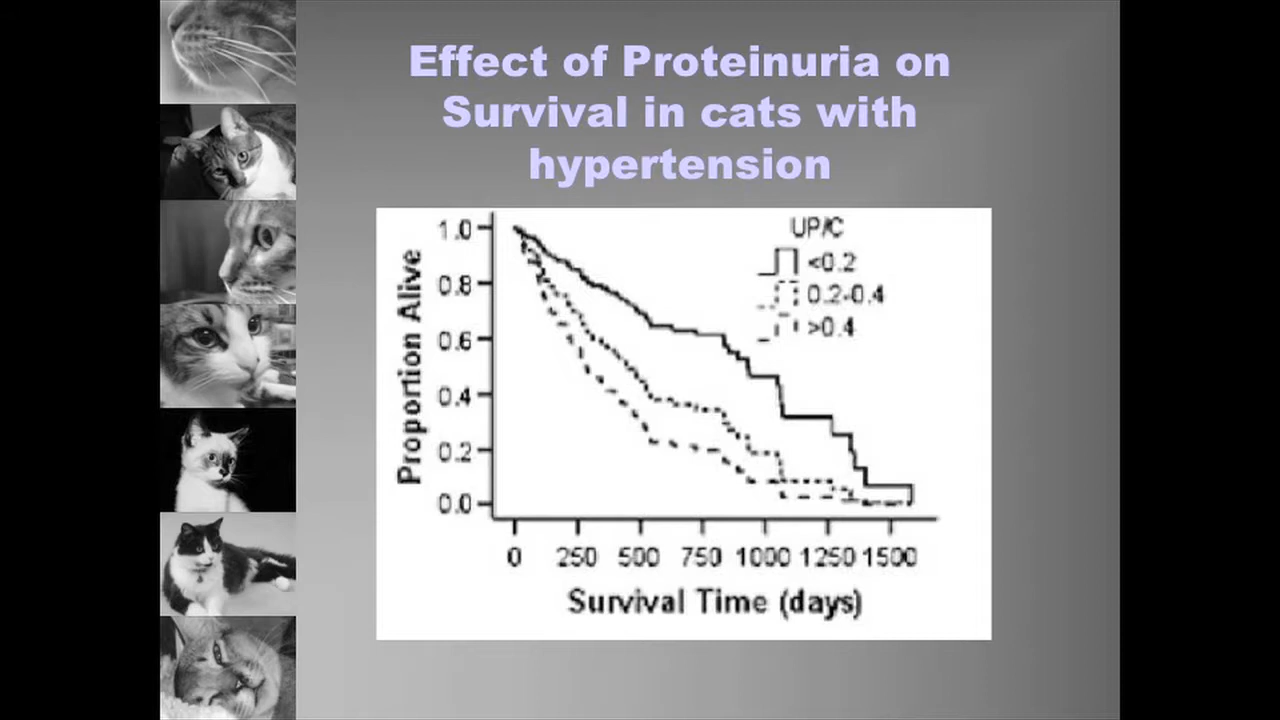 Effect of Proteinuria on
Survival in cats with
hypertension
UP/C
<0.2
0.2-0.4
>0.4
Proportion Alive
1.0
0.8
0.6
0.4
0.2
0.0
0 250 500 750 1000 1250 1500
Survival Time (days)